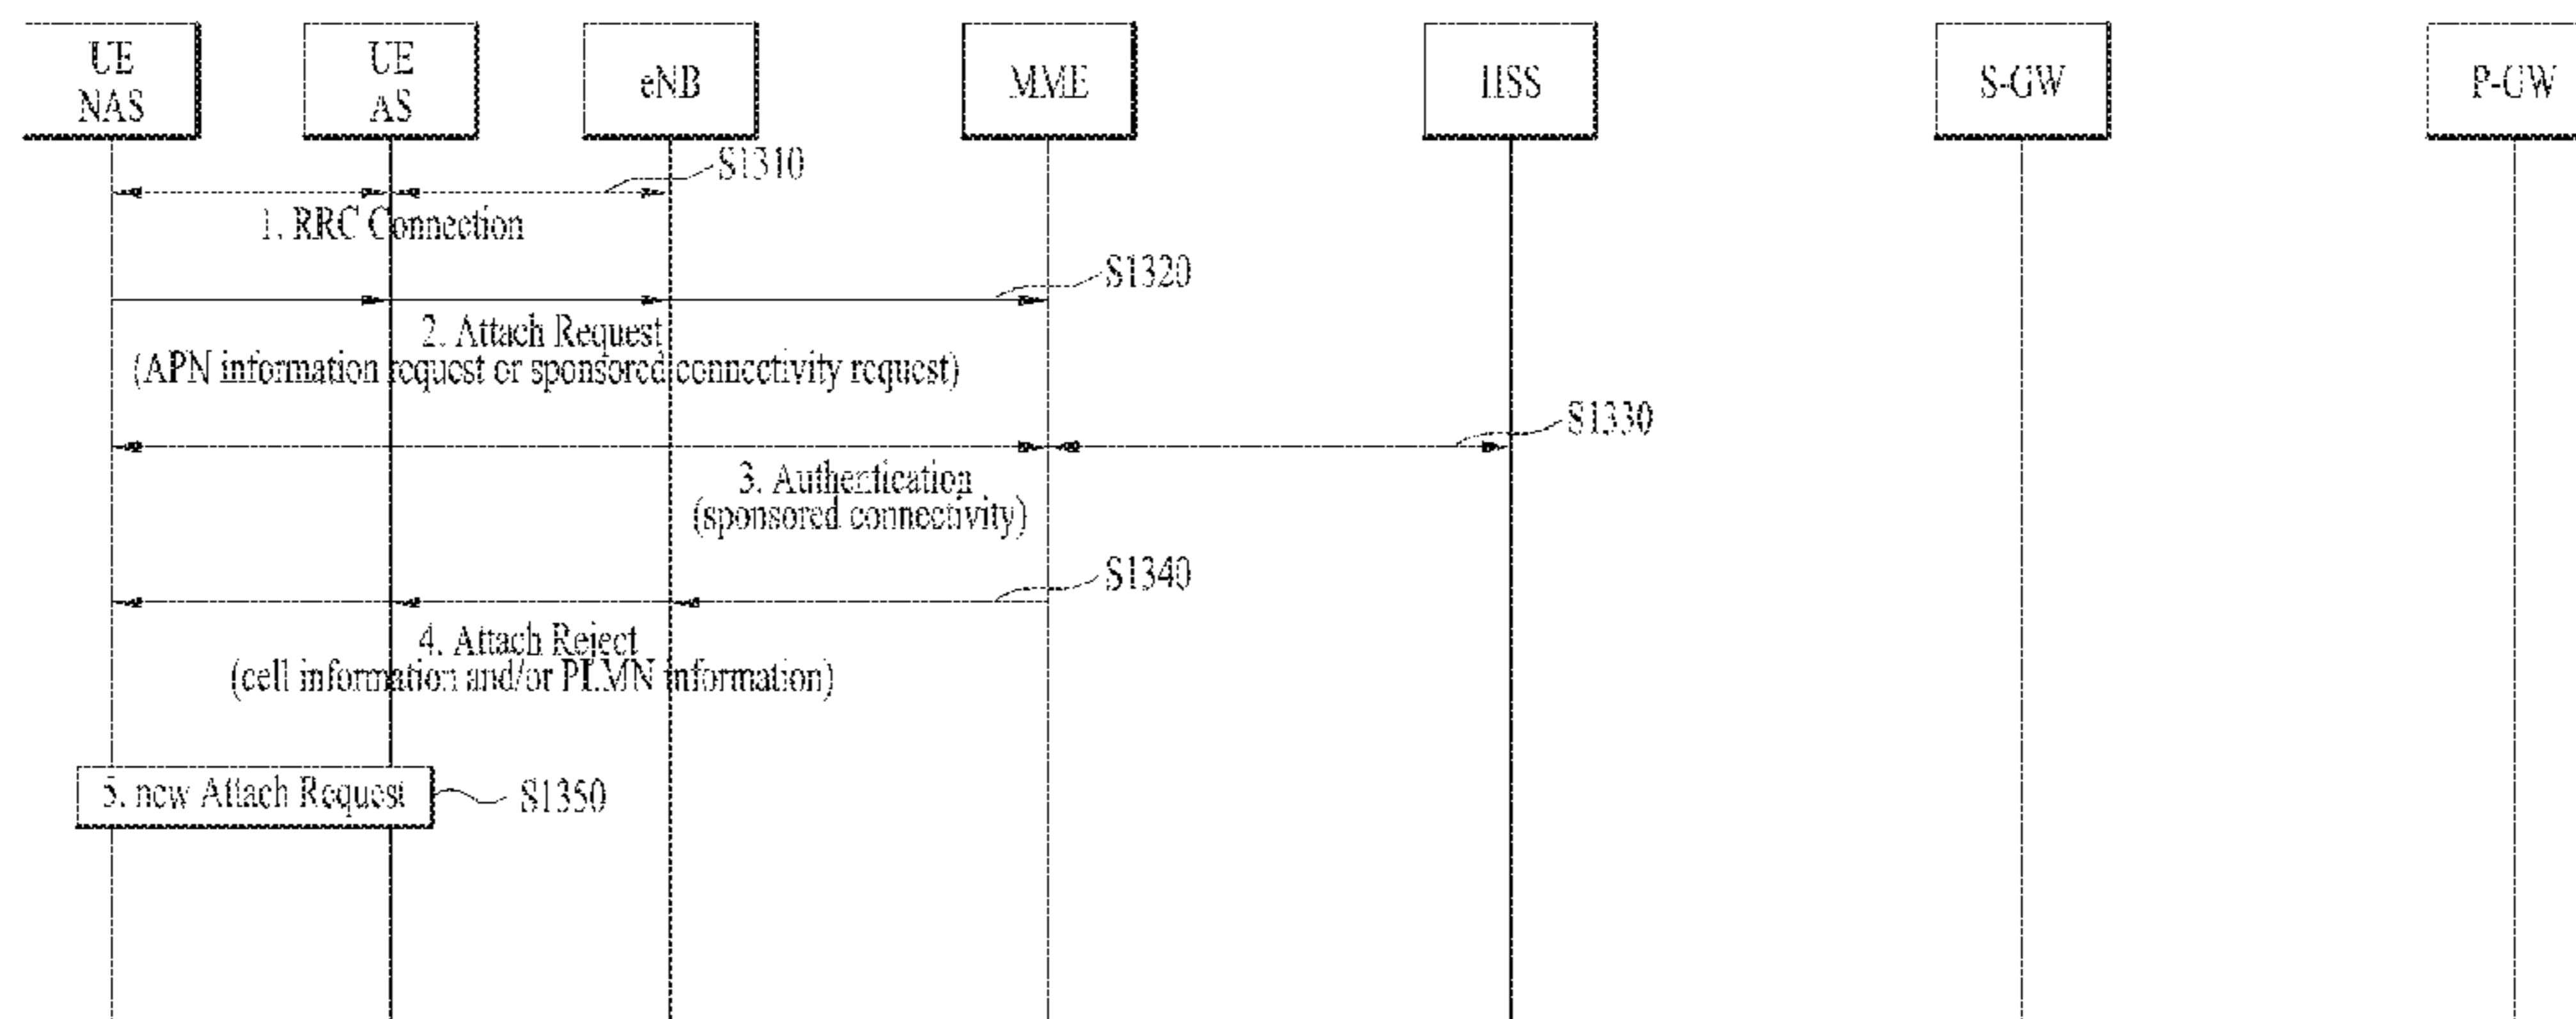 UE
NAS
UE
AS
eNB
MME
HSS
S-GW
P-GW
S1310
1. RRC Connection
S1320
2. Attach Request
(APN information request or sponsored connectivity request)
S1330
3. Authentication
(sponsored connectivity)
S1340
4. Attach Reject
(cell information and/or PLMN information)
5. new Attach Request
S1350